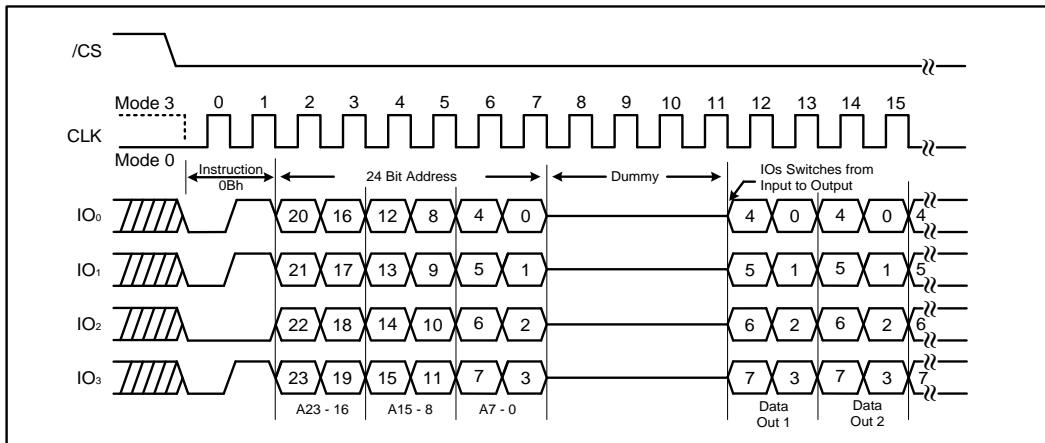 /CS
Mode 3 0 1 2 3 4 5 6 7 8 9 10 11 12 13 14 15
CLK
Mode 0
Instruction
0Bh
24 Bit Address
Dummy
IOs Switches from
Input to Output
IO₀ 20 16 12 8 4 0 4 0 4 0 4
IO₁ 21 17 13 9 5 1 5 1 5 1 5
IO₂ 22 18 14 10 6 2 6 2 6 2 6
IO₃ 23 19 15 11 7 3 7 3 7 3 7
A23 - 16 A15 - 8 A7 - 0
Data
Out 1
Data
Out 2